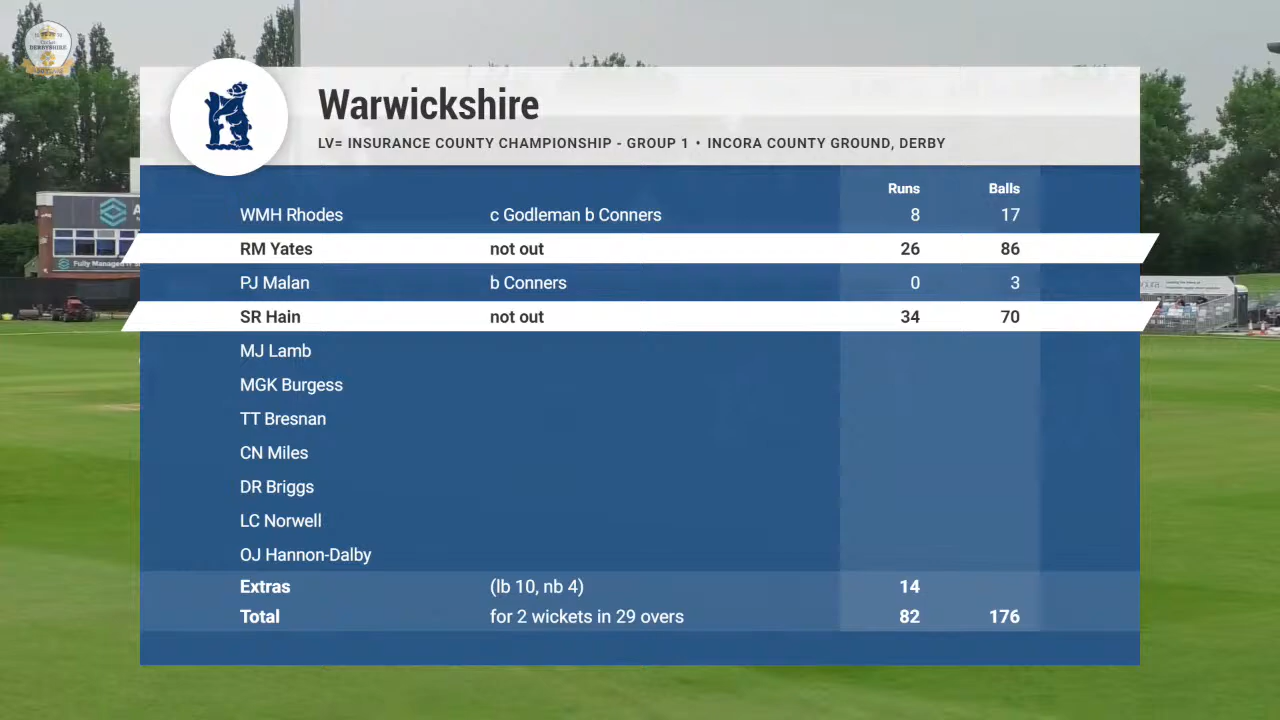 DERBYSHIRE
Warwickshire
LV= INSURANCE COUNTY CHAMPIONSHIP - GROUP 1 • INCORA COUNTY GROUND, DERBY
Runs Balls
WMH Rhodes c Godleman b Conners 8 17
RM Yates not out 26 86
PJ Malan b Conners 0 3
SR Hain not out 34 70
MJ Lamb
MGK Burgess
TT Bresnan
CN Miles
DR Briggs
LC Norwell
OJ Hannon-Dalby
Extras (lb 10, nb 4) 14
Total for 2 wickets in 29 overs 82 176
Fully Managed